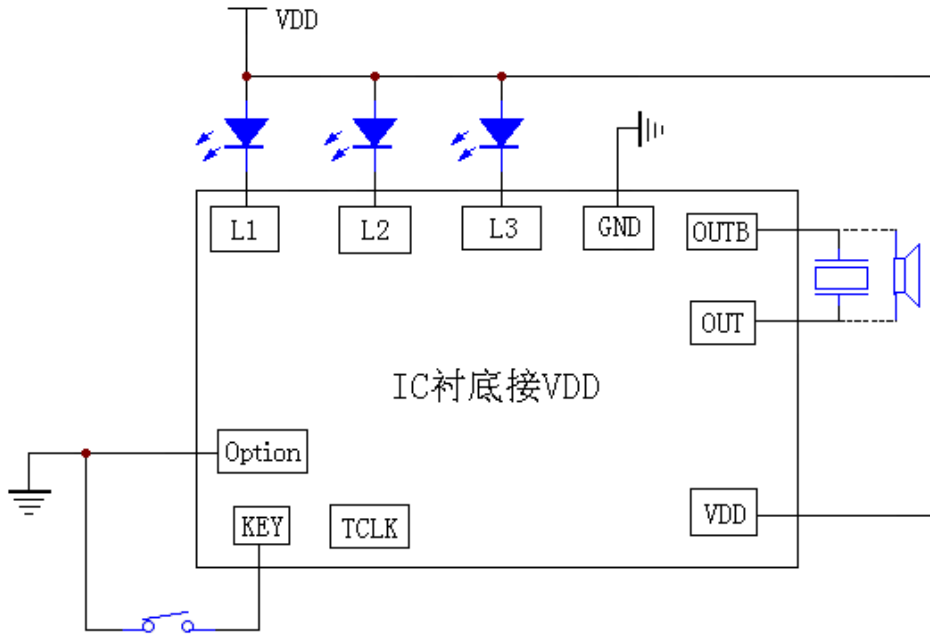 VDD
L1
L2
L3
GND
OUTB
OUT
IC衬底接VDD
Option
KEY
TCLK
VDD